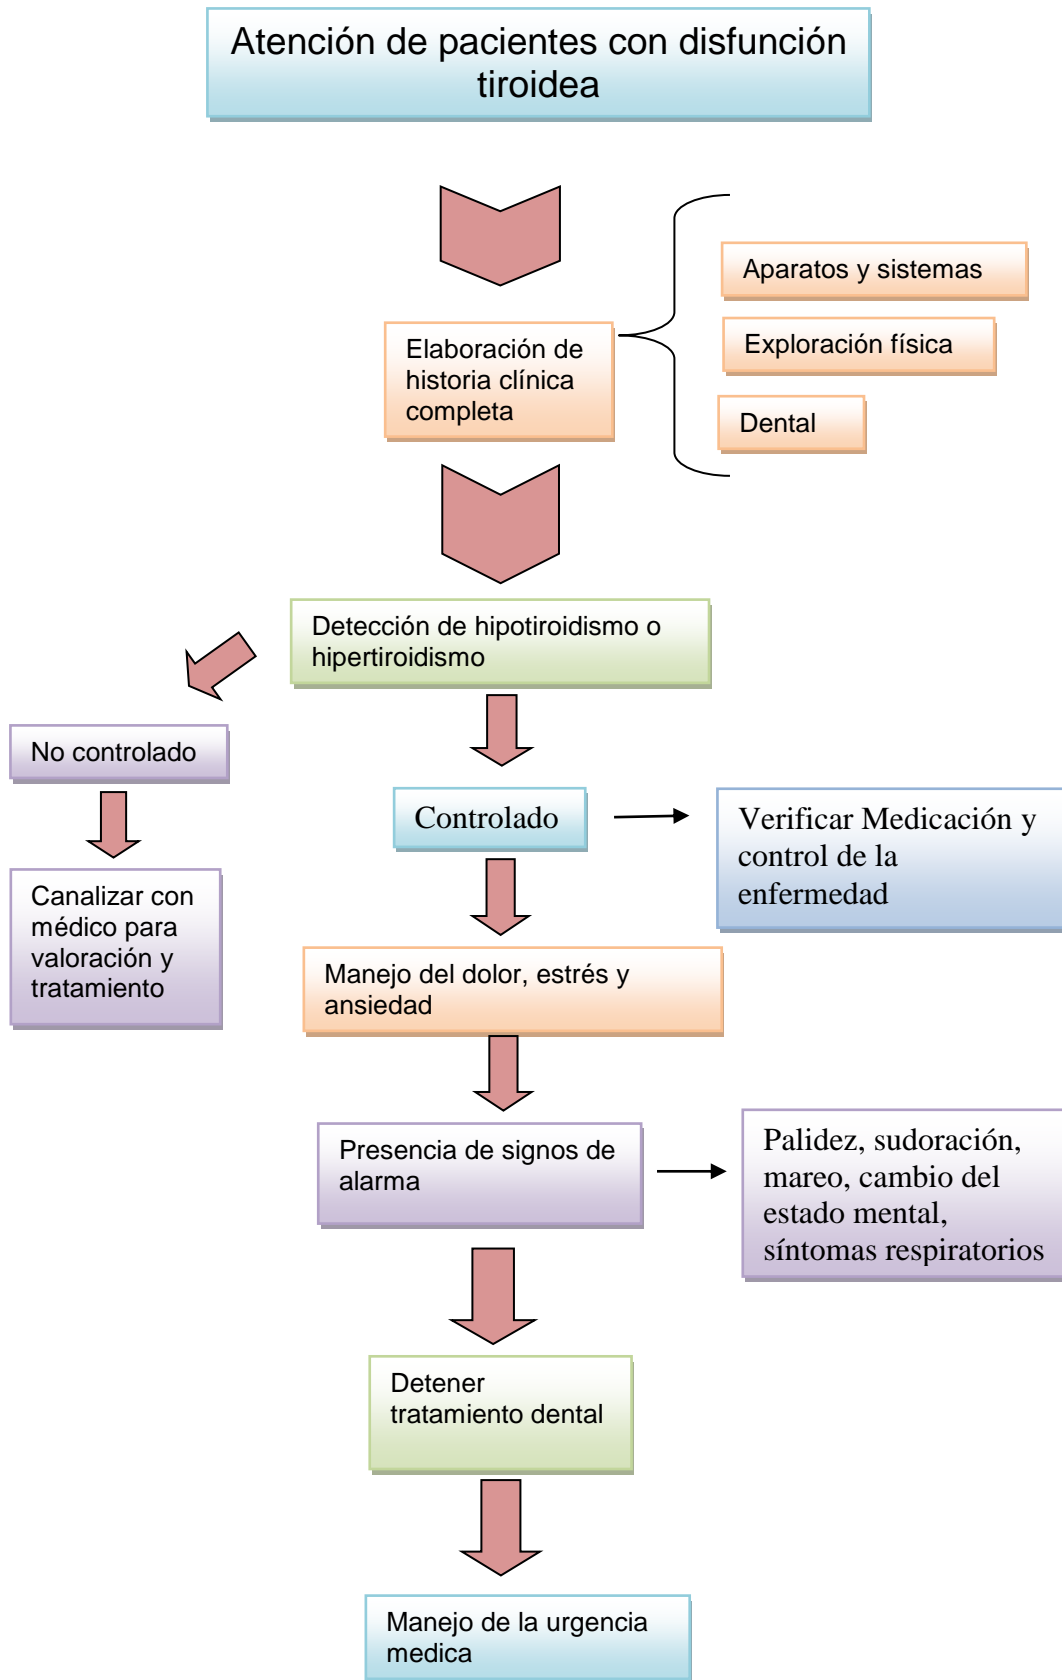 Atención de pacientes con disfunción
tiroidea
Elaboración de
historia clínica
completa
Aparatos y sistemas
Exploración física
Dental
Detección de hipotiroidismo o
hipertiroidismo
No controlado
Canalizar con
médico para
valoración y
tratamiento
Controlado
Verificar Medicación y
control de la
enfermedad
Manejo del dolor, estrés y
ansiedad
Presencia de signos de
alarma
Palidez, sudoración,
mareo, cambio del
estado mental,
síntomas respiratorios
Detener
tratamiento dental
Manejo de la urgencia
medica